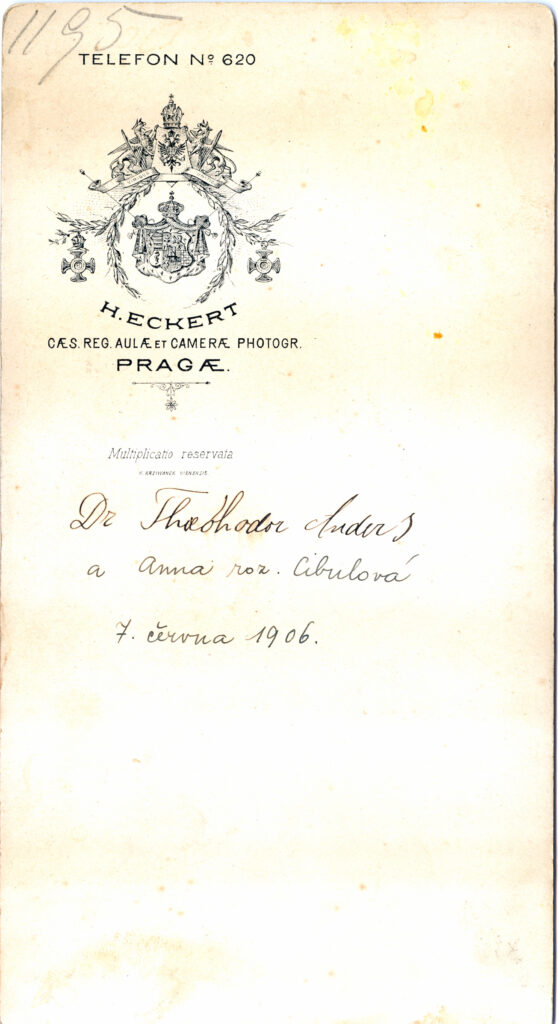 1195
TELEFON Nº 620
H. ECKERT
CÆS. REG. AULÆ ET CAMERÆ PHOTOGR.
PRAGÆ.
Multiplicatio reservata
Dr Anders
a Anna roz. Cibulová
7. června 1906.